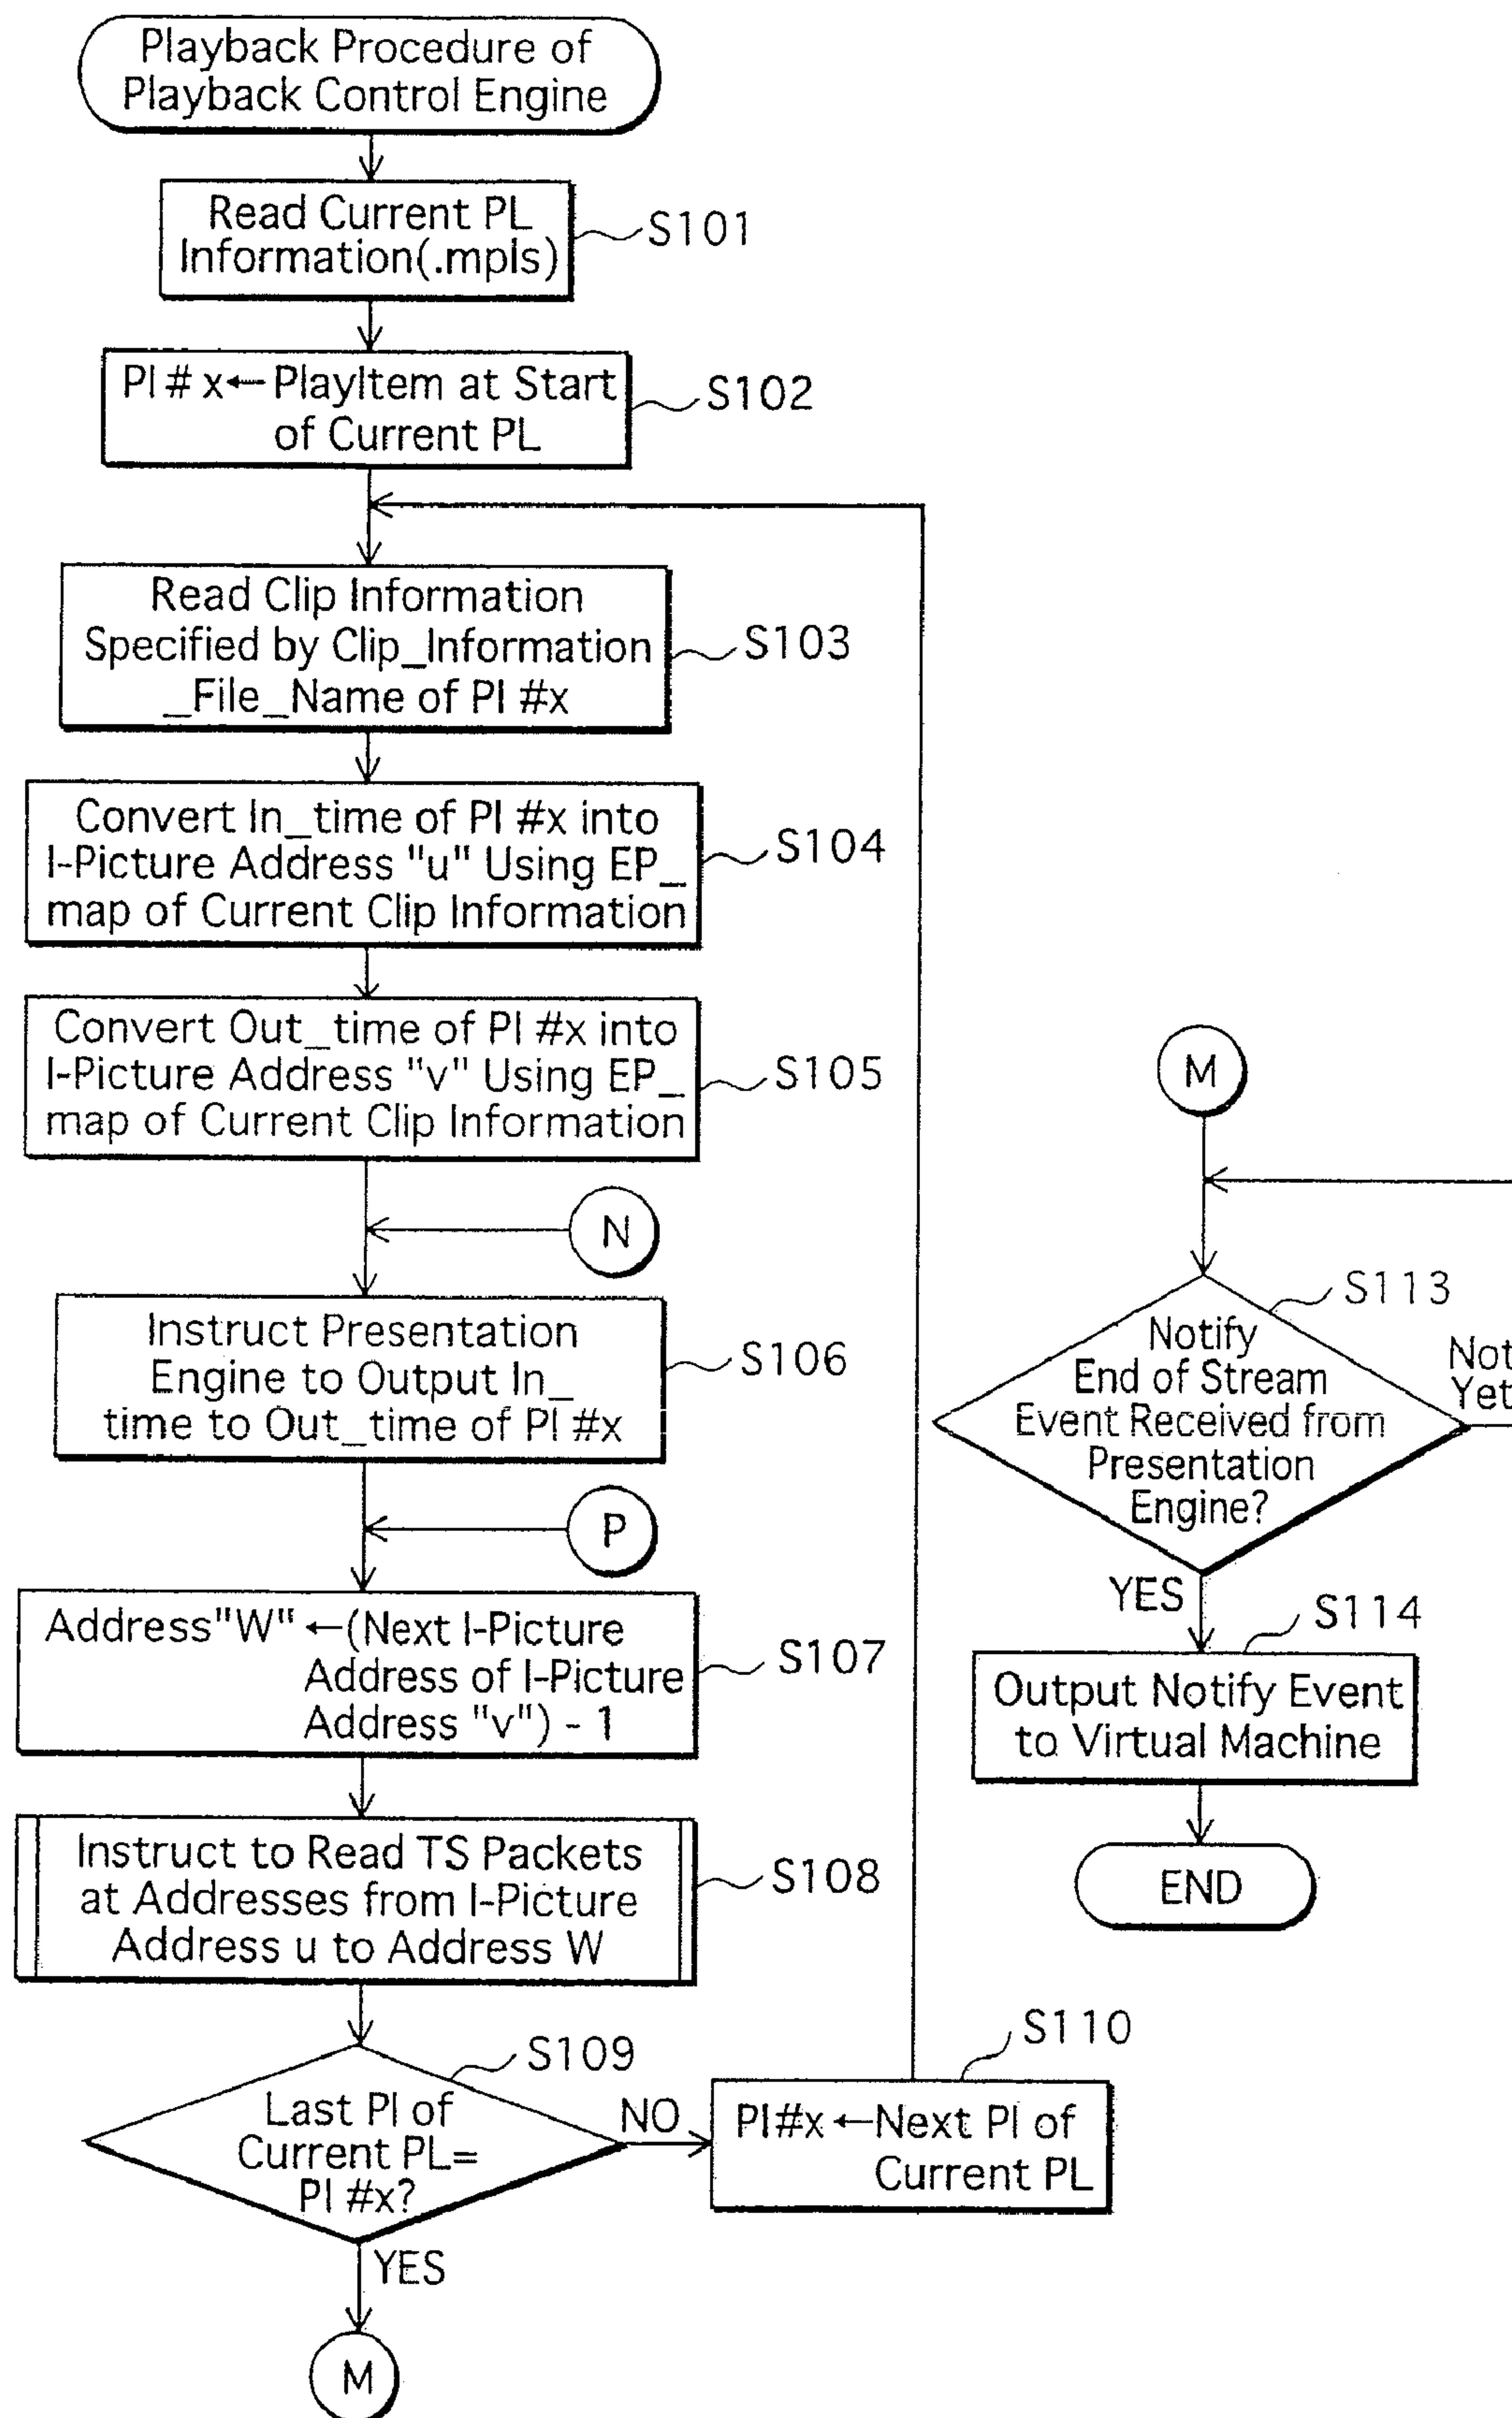 Playback Procedure of
Playback Control Engine
Read Current PL
Information(.mpls)
S101
PI # x←PlayItem at Start
of Current PL
S102
Read Clip Information
Specified by Clip_Information
_File_Name of PI #x
S103
Convert In_time of PI #x into
I-Picture Address "u" Using EP_
map of Current Clip Information
S104
Convert Out_time of PI #x into
I-Picture Address "v" Using EP_
map of Current Clip Information
S105
N
Instruct Presentation
Engine to Output In_
time to Out_time of PI #x
S106
P
Address"W" ←(Next I-Picture
Address of I-Picture
Address "v") - 1
S107
Instruct to Read TS Packets
at Addresses from I-Picture
Address u to Address W
S108
S109
Last PI of
Current PL=
PI #x?
NO
S110
PI#x ←Next PI of
Current PL
YES
M
M
S113
Notify
End of Stream
Event Received from
Presentation
Engine?
Not
Yet
YES
S114
Output Notify Event
to Virtual Machine
END